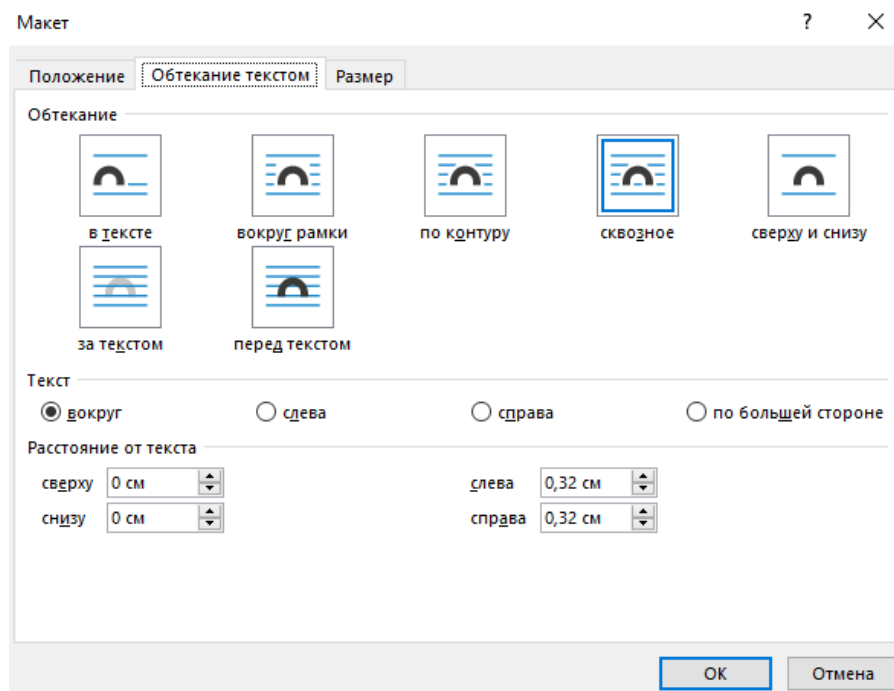 Макет ?
Положение Обтекание текстом Размер
Обтекание
в тексте вокруг рамки по контуру сквозное сверху и снизу
за текстом перед текстом
Текст
вокруг слева справа по большей стороне
Расстояние от текста
сверху 0 см слева 0,32 см
снизу 0 см справа 0,32 см
ОК Отмена